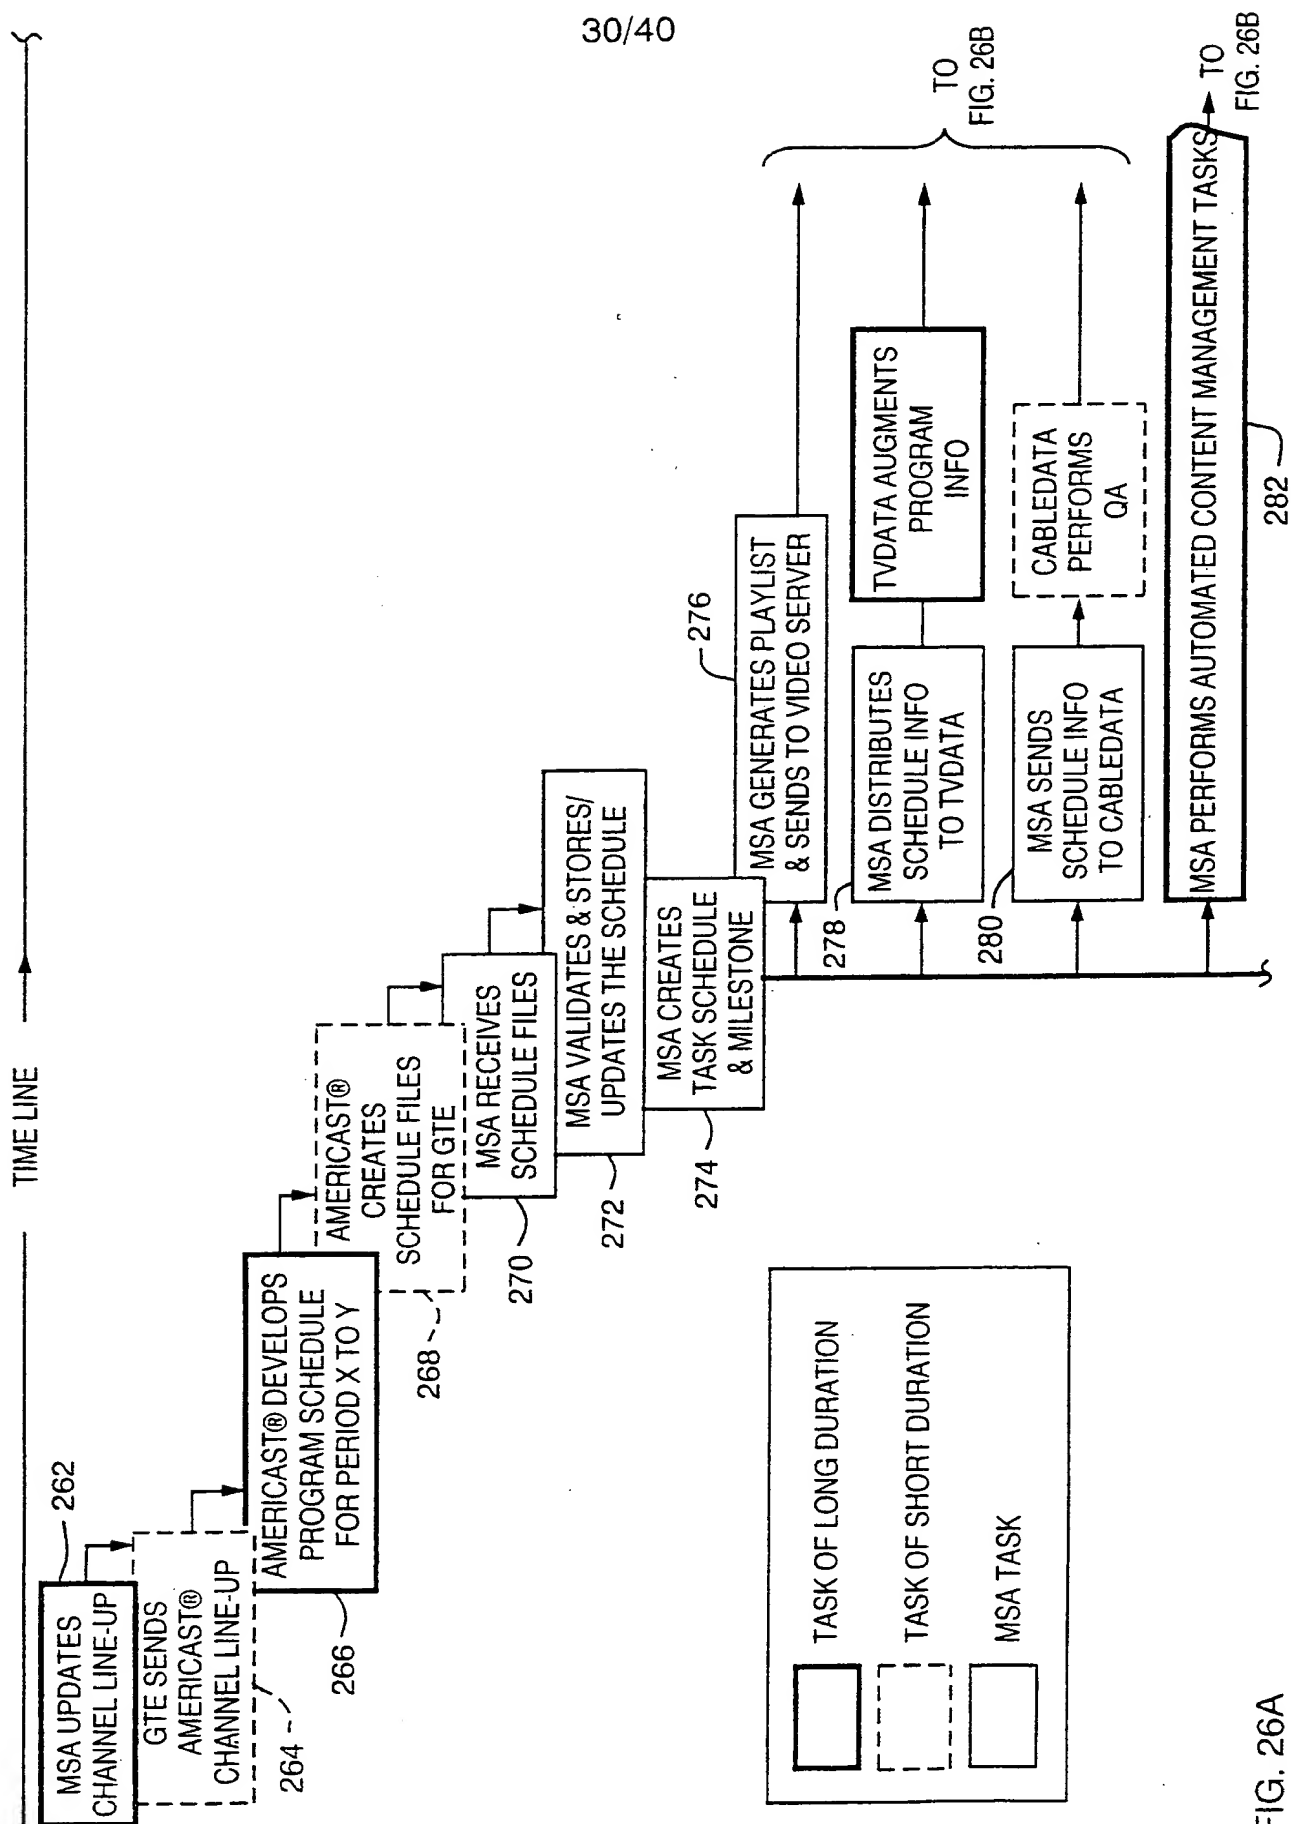 30/40
TIME LINE
MSA UPDATES
CHANNEL LINE-UP
262
GTE SENDS
AMERICAST®
CHANNEL LINE-UP
264
AMERICAST® DEVELOPS
PROGRAM SCHEDULE
FOR PERIOD X TO Y
266
AMERICAST®
CREATES
SCHEDULE FILES
FOR GTE
268
MSA RECEIVES
SCHEDULE FILES
270
MSA VALIDATES & STORES/
UPDATES THE SCHEDULE
272
MSA CREATES
TASK SCHEDULE
& MILESTONE
274
MSA GENERATES PLAYLIST
& SENDS TO VIDEO SERVER
276
MSA DISTRIBUTES
SCHEDULE INFO
TO TVDATA
278
TVDATA AUGMENTS
PROGRAM
INFO
MSA SENDS
SCHEDULE INFO
TO CABLEDATA
280
CABLEDATA
PERFORMS
QA
TO
FIG. 26B
MSA PERFORMS AUTOMATED CONTENT MANAGEMENT TASKS
282
TO
FIG. 26B
TASK OF LONG DURATION
TASK OF SHORT DURATION
MSA TASK
FIG. 26A